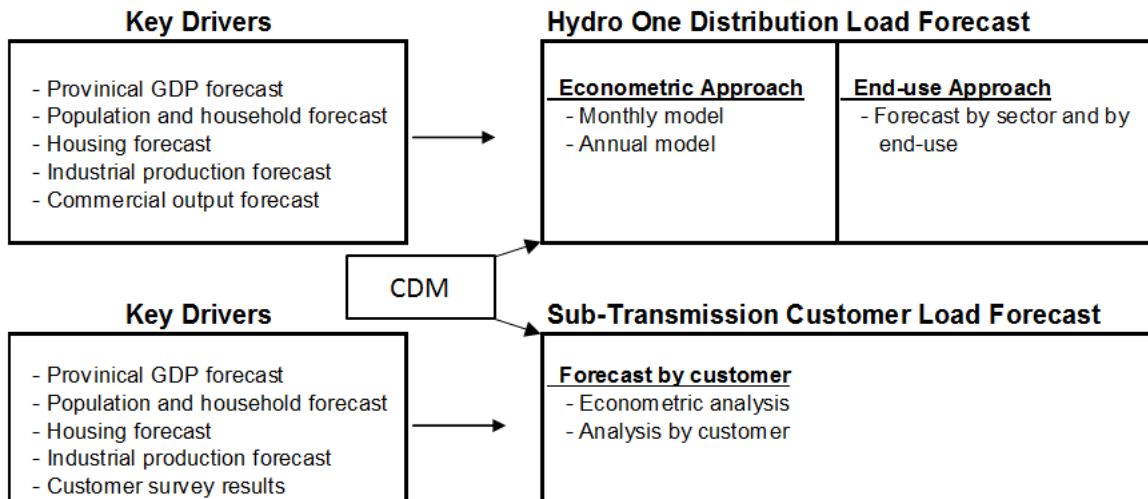 Key Drivers
- Provinical GDP forecast
- Population and household forecast
- Housing forecast
- Industrial production forecast
- Commercial output forecast
Hydro One Distribution Load Forecast
Econometric Approach
- Monthly model
- Annual model
End-use Approach
- Forecast by sector and by
end-use
CDM
Key Drivers
- Provinical GDP forecast
- Population and household forecast
- Housing forecast
- Industrial production forecast
- Customer survey results
Sub-Transmission Customer Load Forecast
Forecast by customer
- Econometric analysis
- Analysis by customer